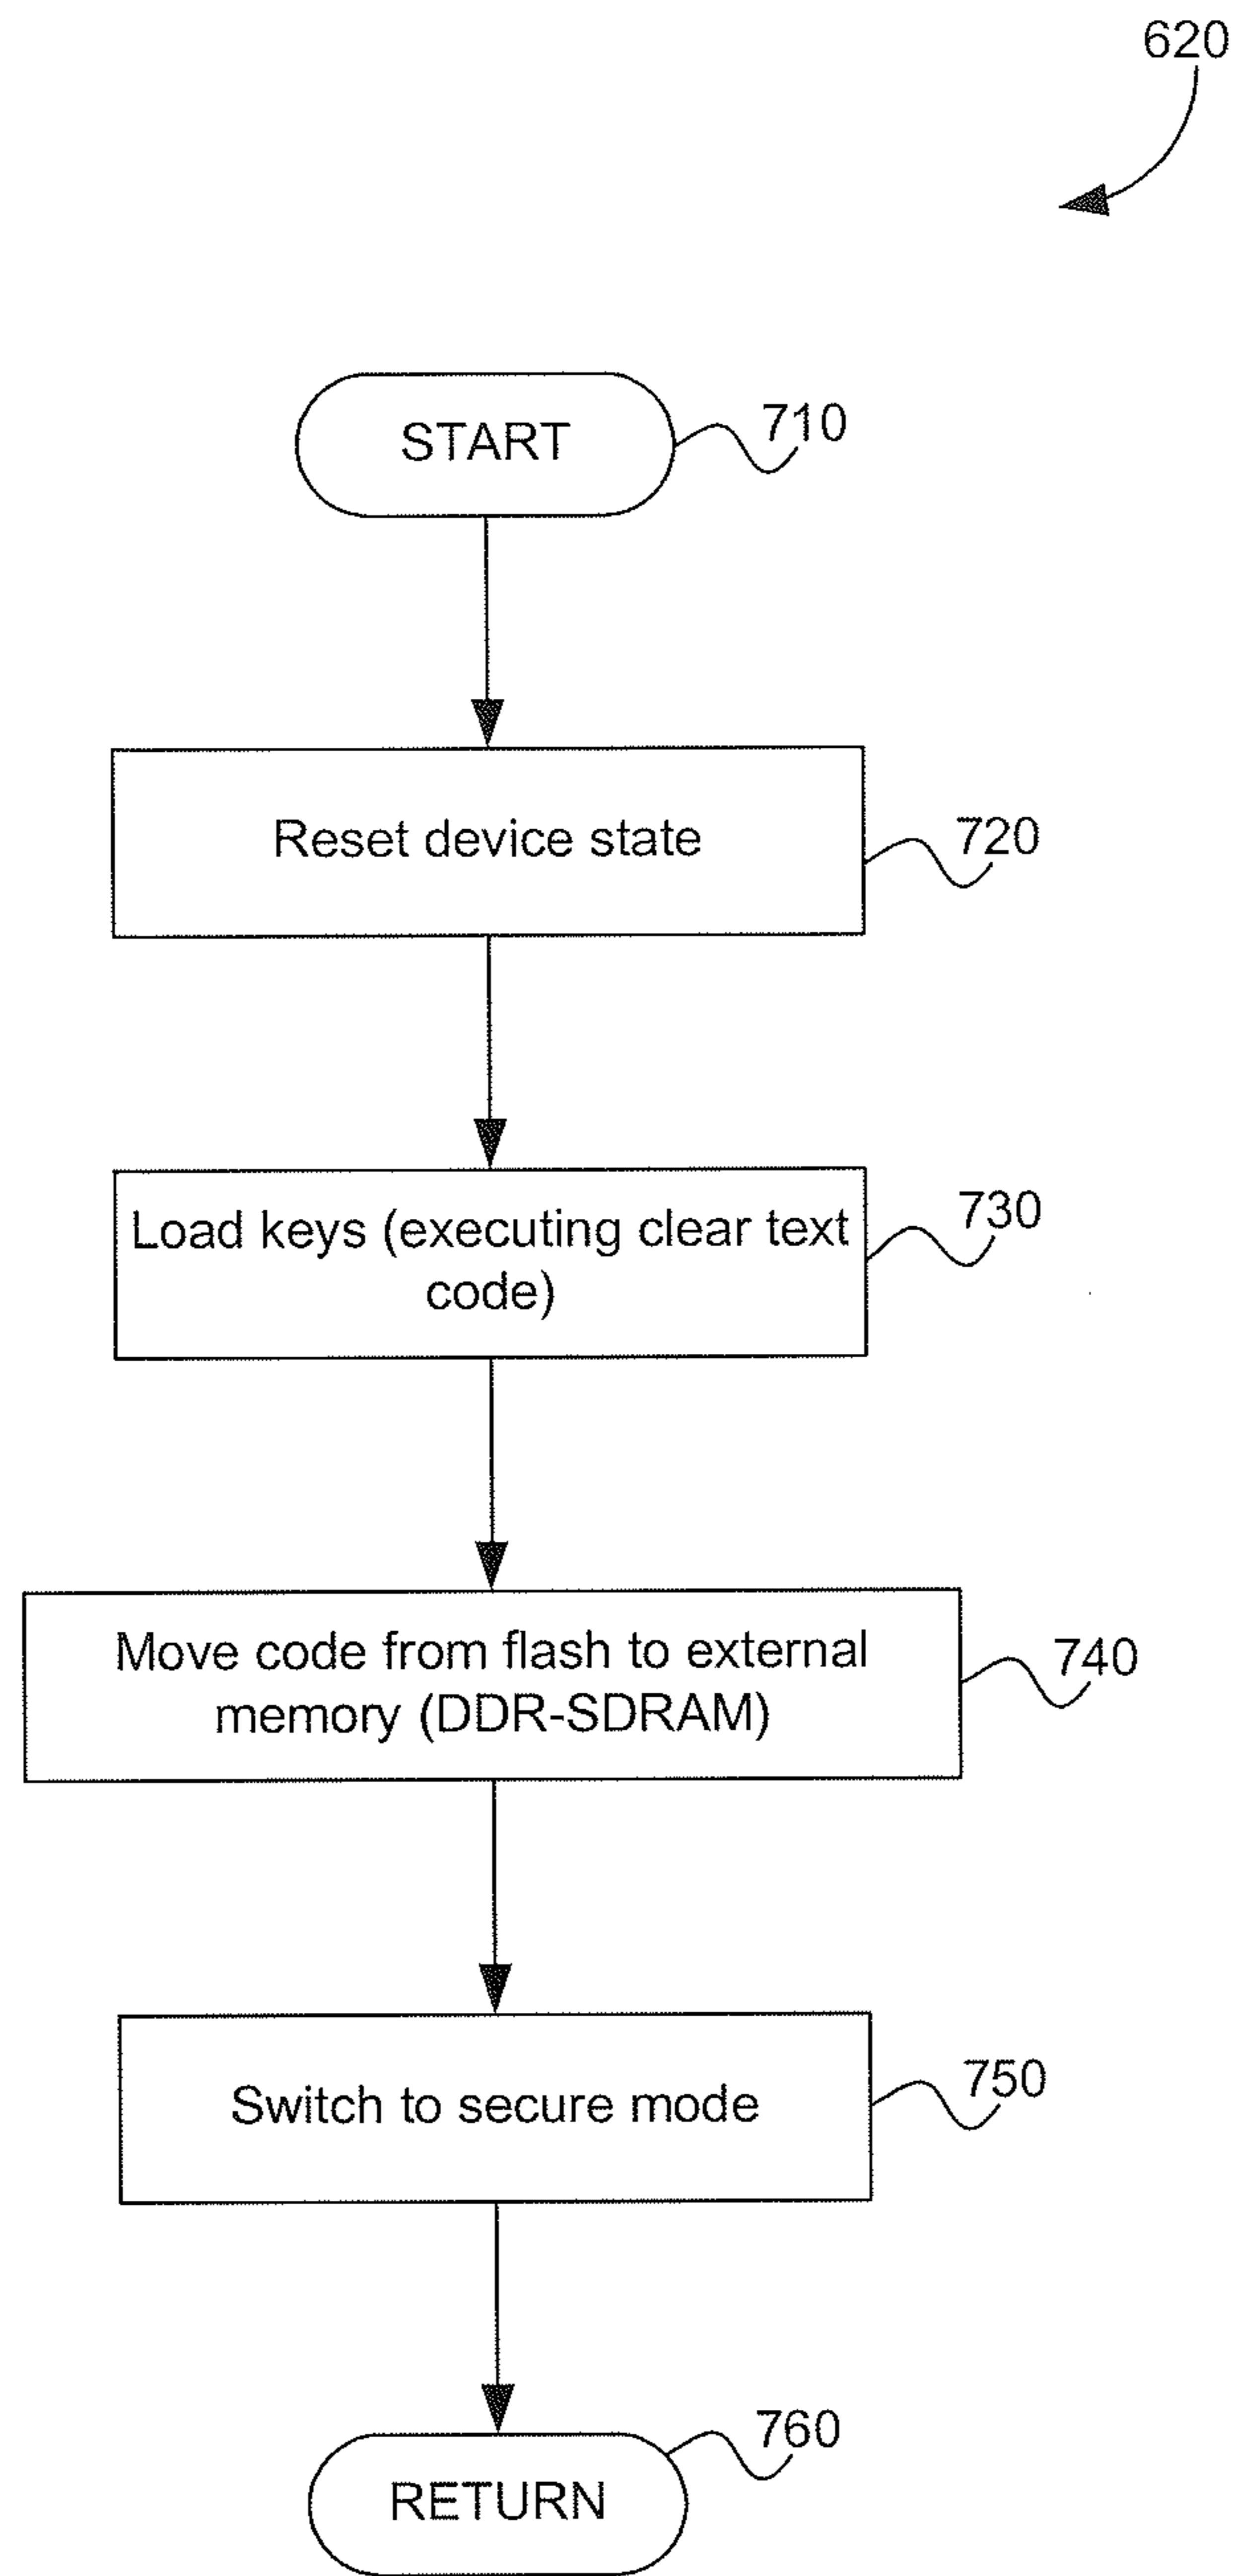 620
START
710
Reset device state
720
Load keys (executing clear text
code)
730
Move code from flash to external
memory (DDR-SDRAM)
740
Switch to secure mode
750
RETURN
760